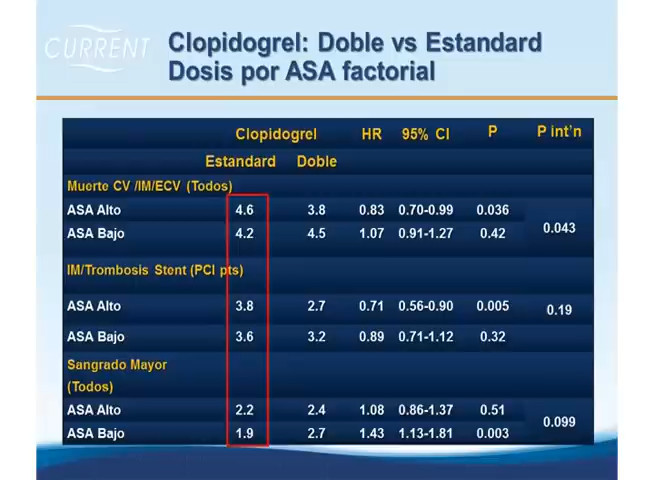 CURRENT
Clopidogrel: Doble vs Estandard
Dosis por ASA factorial
Clopidogrel HR 95% CI P P int'n
Estandard Doble
Muerte CV /IM/ECV (Todos)
ASA Alto 4.6 3.8 0.83 0.70-0.99 0.036
0.043
ASA Bajo 4.2 4.5 1.07 0.91-1.27 0.42
IM/Trombosis Stent (PCI pts)
ASA Alto 3.8 2.7 0.71 0.56-0.90 0.005
0.19
ASA Bajo 3.6 3.2 0.89 0.71-1.12 0.32
Sangrado Mayor
(Todos)
ASA Alto 2.2 2.4 1.08 0.86-1.37 0.51
0.099
ASA Bajo 1.9 2.7 1.43 1.13-1.81 0.003